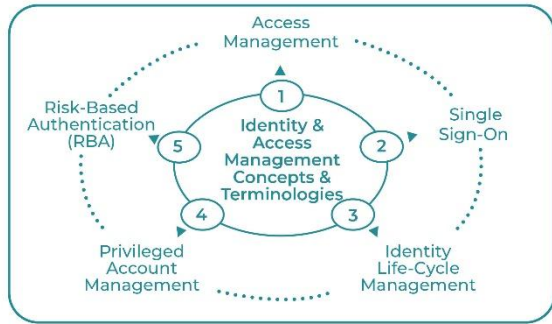 Access
Management
1
Identity &
Access
Management
Concepts &
Terminologies
2
Single
Sign-On
3
Identity
Life-Cycle
Management
4
Privileged
Account
Management
5
Risk-Based
Authentication
(RBA)